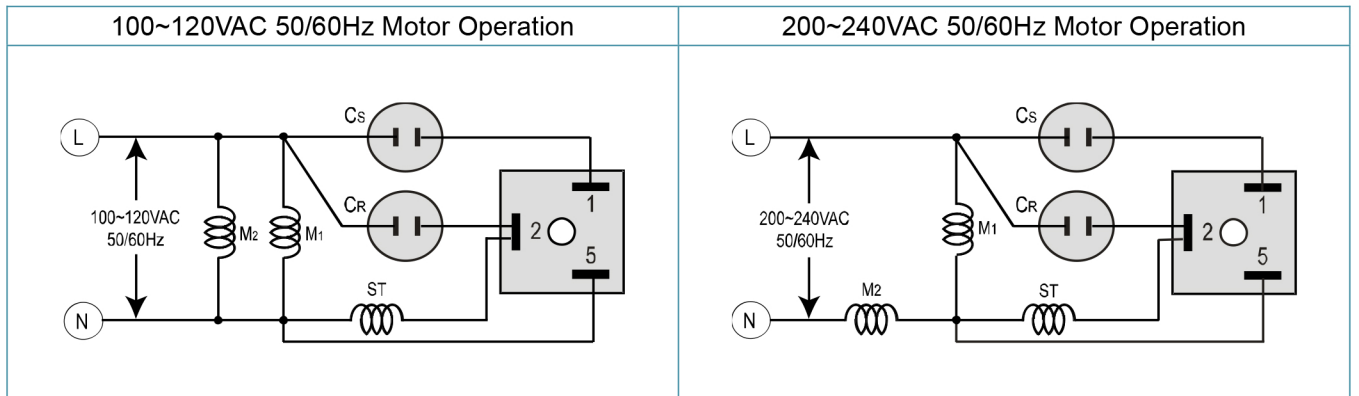 100~120VAC 50/60Hz Motor Operation
200~240VAC 50/60Hz Motor Operation
L
CS
1
CR
2
5
100~120VAC
50/60Hz
M2
M1
ST
N
L
CS
1
CR
2
5
200~240VAC
50/60Hz
M1
M2
ST
N